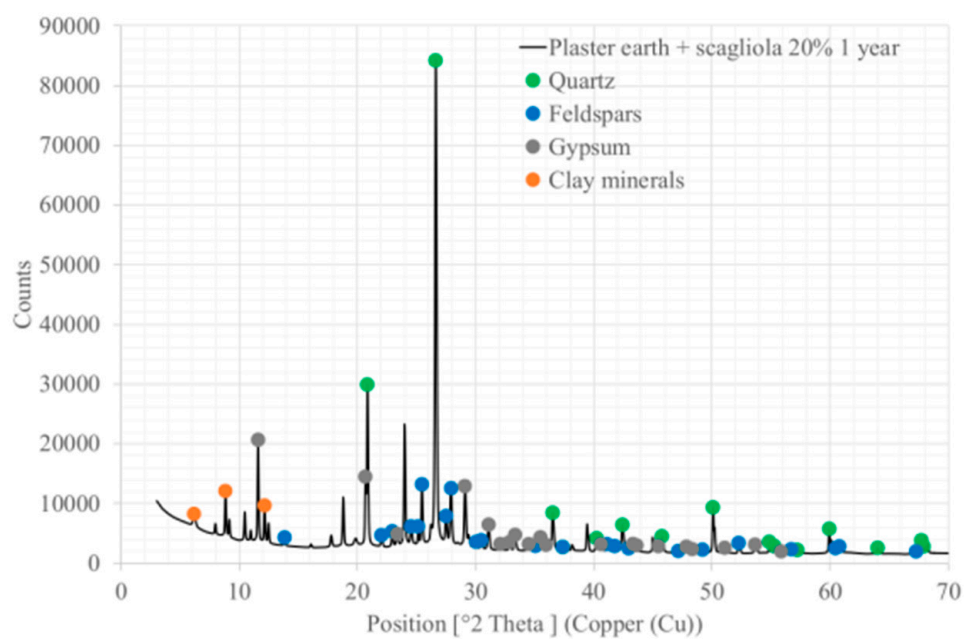 90000
80000
70000
60000
50000
40000
30000
20000
10000
0
Counts
Plaster earth + scagliola 20% 1 year
Quartz
Feldspars
Gypsum
Clay minerals
0 10 20 30 40 50 60 70
Position [°2 Theta ] (Copper (Cu))